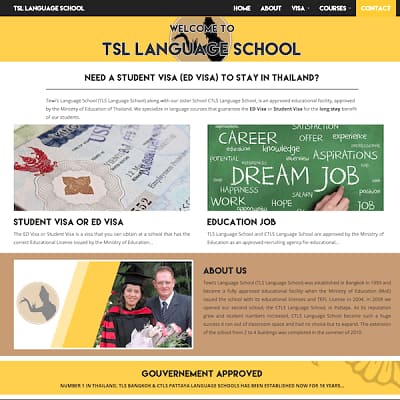 TSL LANGUAGE SCHOOL
HOME ABOUT VISA COURSES CONTACT
WELCOME TO
TSL LANGUAGE SCHOOL
NEED A STUDENT VISA (ED VISA) TO STAY IN THAILAND?
Tewi's Language School (TLS Language School) along with our sister School CTLS Language School, is an approved educational facility, approved
by the Ministry of Education of Thailand. We specialize in language courses that guarantee the ED Visa or Student Visa for the long stay benefit
of our students.
CAREER SATISFACTION OFFER
education experience
POTENTIAL knowledge ASPIRATIONS
interview
DREAM JOB
HAPPINESS
WORK HOPE
STUDENT VISA OR ED VISA
The ED Visa or Student Visa is a visa that you can obtain at a school that has the
correct Educational License issued by the Ministry of Education...
EDUCATION JOB
TLS Language School and CTLS Language School are approved by the Ministry of
Education as an approved recruiting agency for educational...
ABOUT US
Tewi's Language School (TLS Language School) was established in Bangkok in 1993 and
became a fully approved educational facility when the Ministry of Education (MoE)
issued the school with its educational licenses and TEFL License in 2004. In 2008 we
opened our second school, the CTLS Language School, in Pattaya. As its reputation
grew and student numbers increased, CTLS Language School became such a huge
success it ran out of classroom space and had no choice but to expand. The extension
of the school from 2 to 4 buildings was completed in the summer of 2010.
GOUVERNEMENT APPROVED
NUMBER 1 IN THAILAND, TLS BANGKOK & CTLS PATTAYA LANGUAGE SCHOOLS HAS BEEN ESTABLISHED NOW FOR 18 YEARS...